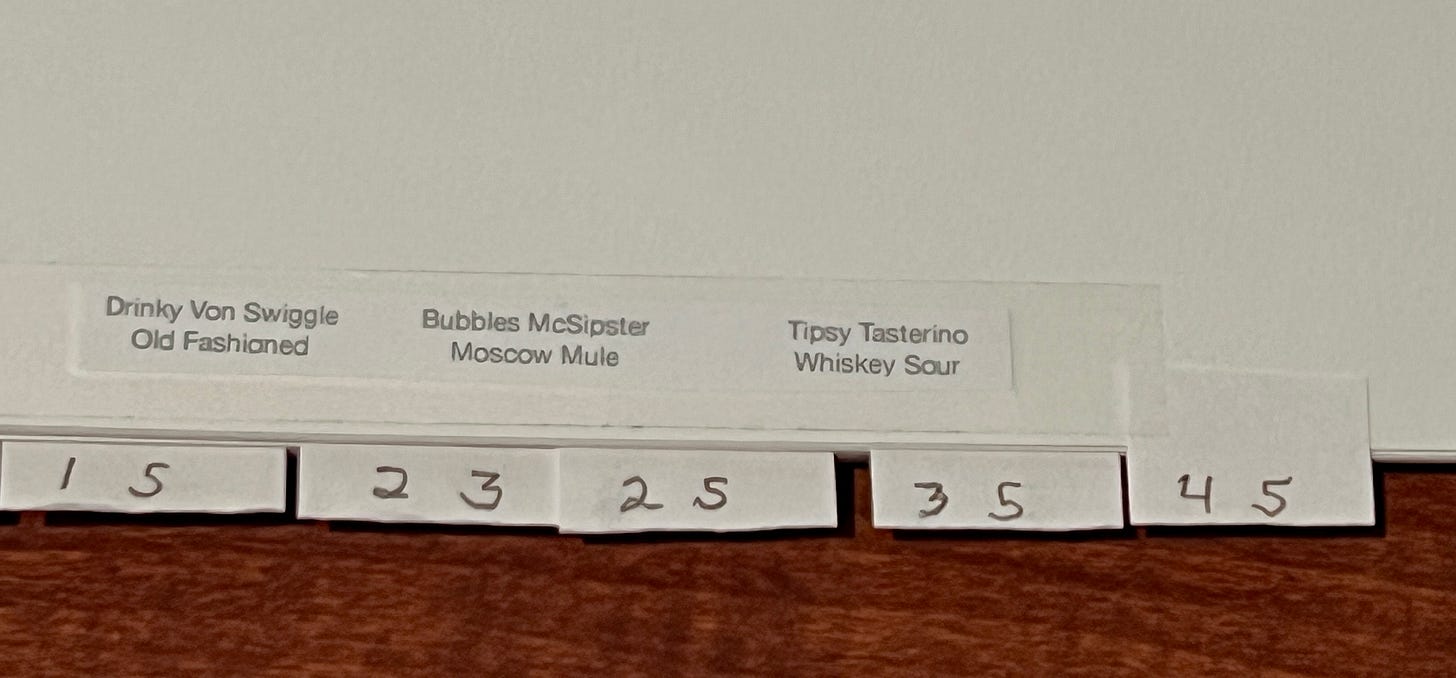 Drinky Von Swiggle Bubbles McSipster Tipsy Tasterino
Old Fashioned Moscow Mule Whiskey Sour
1 5 2 3 2 5 3 5 4 5